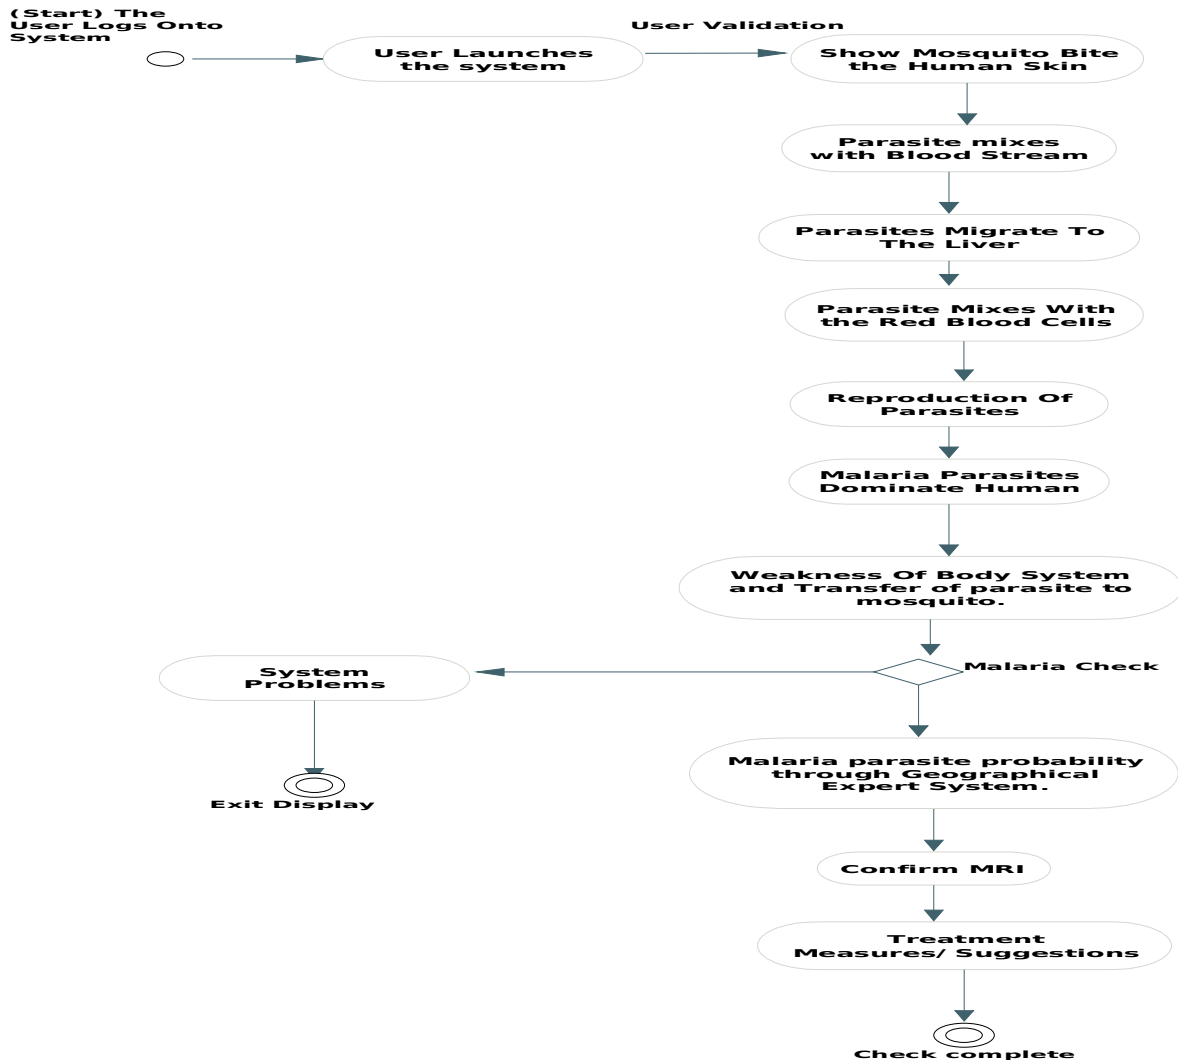 (Start) The
User Logs Onto
System
User Launches
the system
User Validation
Show Mosquito Bite
the Human Skin
Parasite mixes
with Blood Stream
Parasites Migrate To
The Liver
Parasite Mixes With
the Red Blood Cells
Reproduction Of
Parasites
Malaria Parasites
Dominate Human
Weakness Of Body System
and Transfer of parasite to
mosquito.
Malaria Check
System
Problems
Exit Display
Malaria parasite probability
through Geographical
Expert System.
Confirm MRI
Treatment
Measures/ Suggestions
Check complete